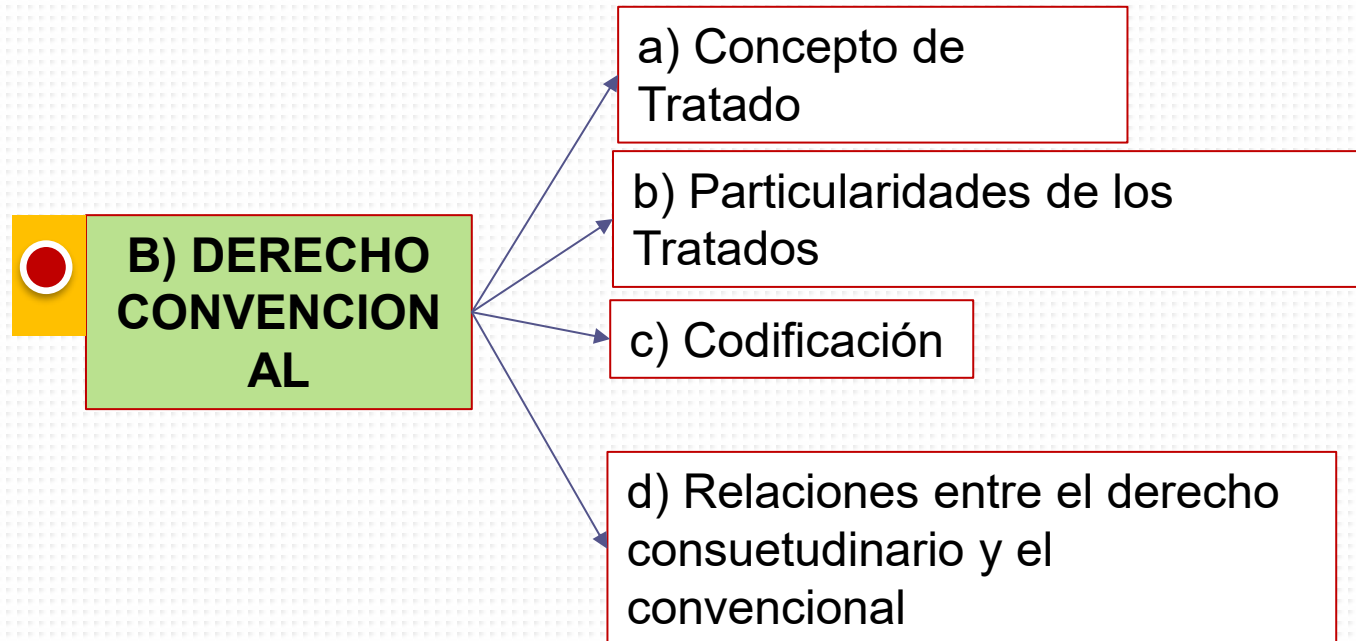 a) Concepto de
Tratado
b) Particularidades de los
Tratados
B) DERECHO
CONVENCION
AL
c) Codificación
d) Relaciones entre el derecho
consuetudinario y el
convencional